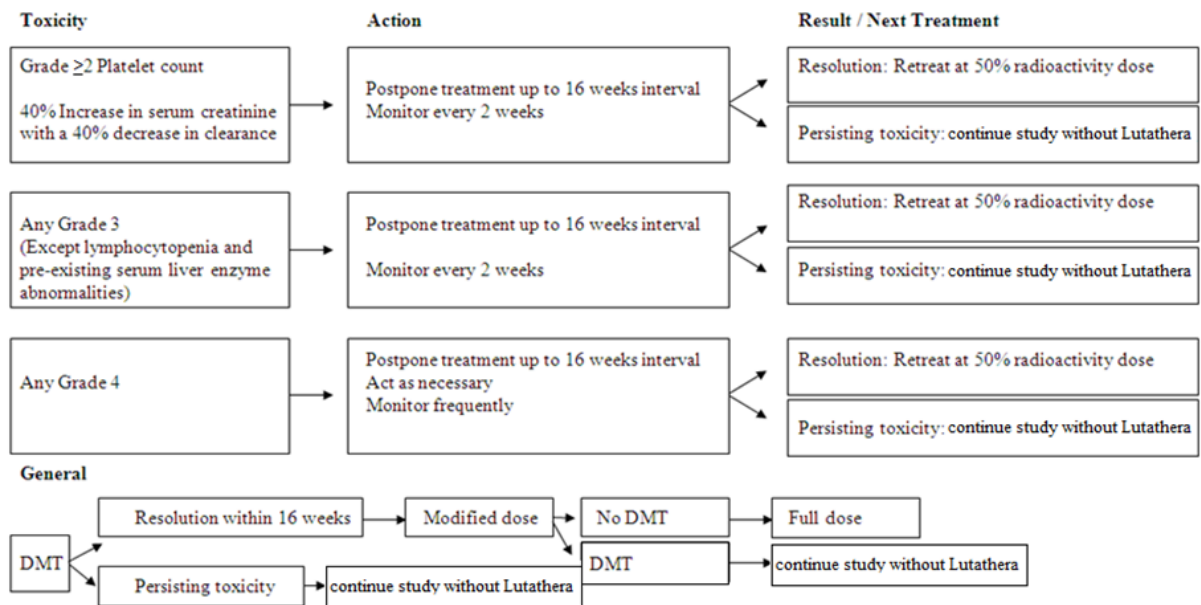 Toxicity
Action
Result / Next Treatment
Grade ≥2 Platelet count
40% Increase in serum creatinine
with a 40% decrease in clearance
Postpone treatment up to 16 weeks interval
Monitor every 2 weeks
Resolution: Retreat at 50% radioactivity dose
Persisting toxicity: continue study without Lutathera
Any Grade 3
(Except lymphocytopenia and
pre-existing serum liver enzyme
abnormalities)
Postpone treatment up to 16 weeks interval
Monitor every 2 weeks
Resolution: Retreat at 50% radioactivity dose
Persisting toxicity: continue study without Lutathera
Any Grade 4
Postpone treatment up to 16 weeks interval
Act as necessary
Monitor frequently
Resolution: Retreat at 50% radioactivity dose
Persisting toxicity: continue study without Lutathera
General
DMT
Resolution within 16 weeks
Modified dose
No DMT
Full dose
DMT
continue study without Lutathera
Persisting toxicity
continue study without Lutathera